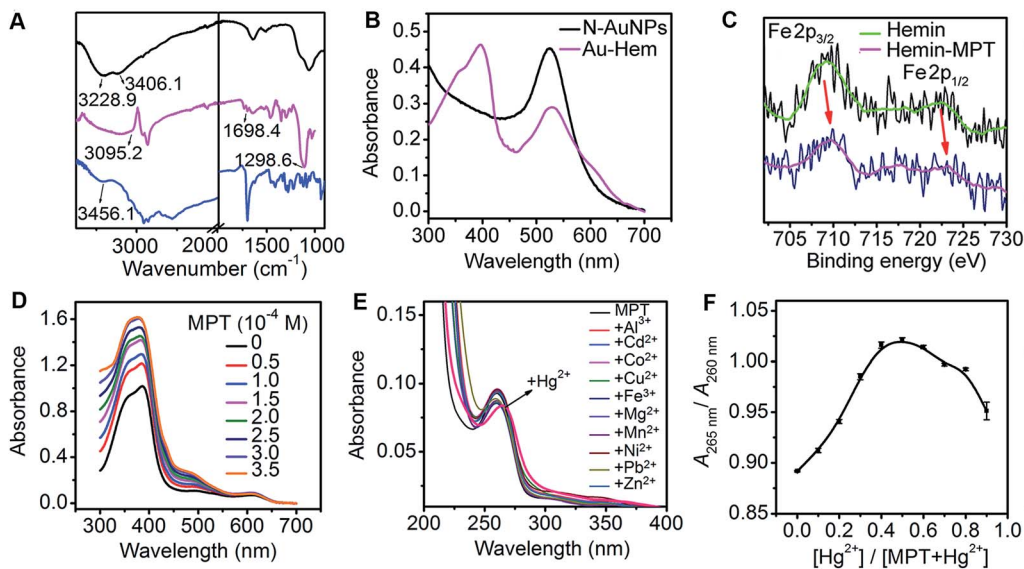 A
3406.1
3228.9
1698.4
3095.2
1298.6
3456.1
3000 2000 1500 1000
Wavenumber (cm⁻¹)
B
N-AuNPs
Au-Hem
Absorbance
0.5
0.4
0.3
0.2
0.1
0.0
300 400 500 600 700
Wavelength (nm)
C
Fe2p3/2
Hemin
Hemin-MPT
Fe2p1/2
705 710 715 720 725 730
Binding energy (eV)
D
MPT (10⁻⁴ M)
0
0.5
1.0
1.5
2.0
2.5
3.0
3.5
Absorbance
1.6
1.2
0.8
0.4
0.0
300 400 500 600 700
Wavelength (nm)
E
MPT
+Al³⁺
+Cd²⁺
+Co²⁺
+Cu²⁺
+Fe³⁺
+Mg²⁺
+Mn²⁺
+Ni²⁺
+Pb²⁺
+Zn²⁺
+Hg²⁺
Absorbance
0.15
0.10
0.05
200 250 300 350 400
Wavelength (nm)
F
A265 nm/ A260 nm
1.05
1.00
0.95
0.90
0.85
0.0 0.2 0.4 0.6 0.8 1.0
[Hg²⁺] / [MPT+Hg²⁺]